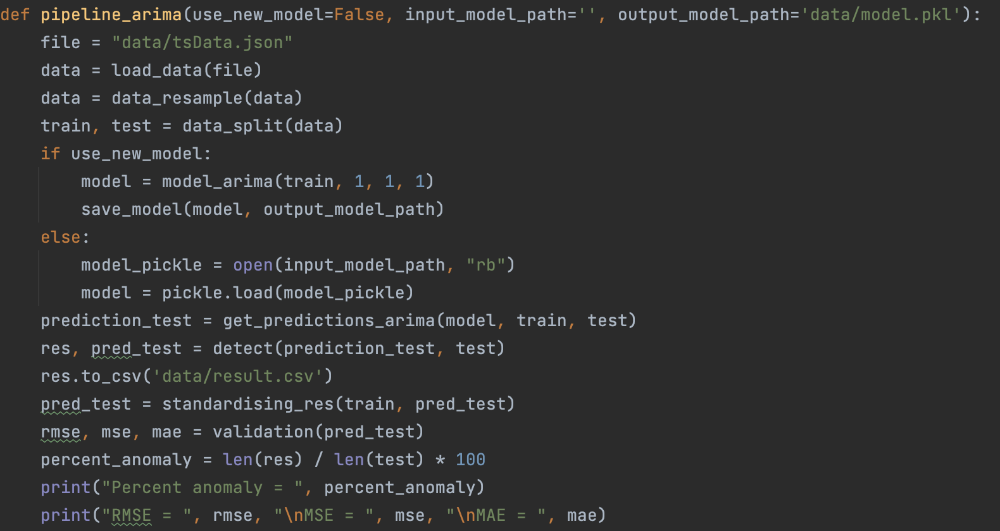 def pipeline_arima(use_new_model=False, input_model_path='', output_model_path='data/model.pkl'):
    file = "data/tsData.json"
    data = load_data(file)
    data = data_resample(data)
    train, test = data_split(data)
    if use_new_model:
        model = model_arima(train, 1, 1, 1)
        save_model(model, output_model_path)
    else:
        model_pickle = open(input_model_path, "rb")
        model = pickle.load(model_pickle)
    prediction_test = get_predictions_arima(model, train, test)
    res, pred_test = detect(prediction_test, test)
    res.to_csv('data/result.csv')
    pred_test = standardising_res(train, pred_test)
    rmse, mse, mae = validation(pred_test)
    percent_anomaly = len(res) / len(test) * 100
    print("Percent anomaly = ", percent_anomaly)
    print("RMSE = ", rmse, "\nMSE = ", mse, "\nMAE = ", mae)